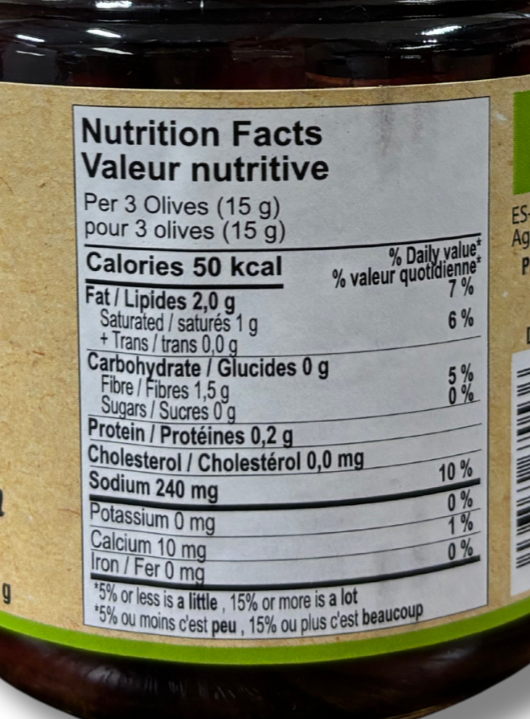 Nutrition Facts
Valeur nutritive
Per 3 Olives (15 g)
pour 3 olives (15 g)
Calories 50 kcal
% Daily value*
% valeur quotidienne*
Fat / Lipides 2,0 g 7 %
Saturated / saturés 1 g 6 %
+ Trans / trans 0,0 g
Carbohydrate / Glucides 0 g
Fibre / Fibres 1,5 g 5 %
Sugars / Sucres 0 g 0 %
Protein / Protéines 0,2 g
Cholesterol / Cholestérol 0,0 mg
Sodium 240 mg 10 %
Potassium 0 mg 0 %
Calcium 10 mg 1 %
Iron / Fer 0 mg 0 %
*5% or less is a little , 15% or more is a lot
*5% ou moins c'est peu , 15% ou plus c'est beaucoup
g
ES-